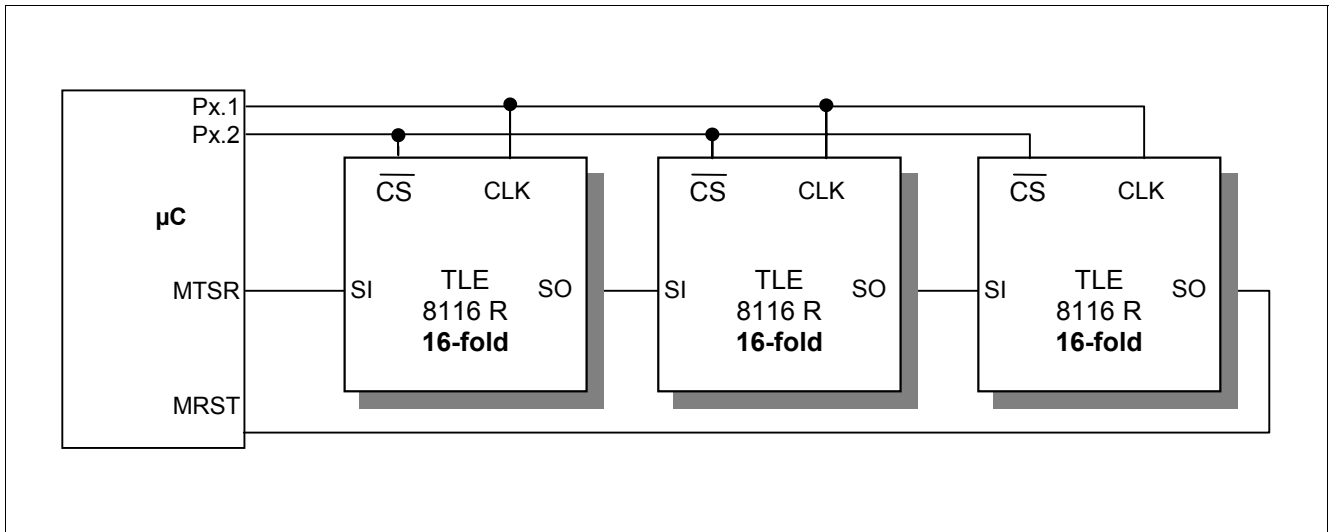 Px.1
Px.2
µC
MTSR
MRST
CS CLK
SI TLE SO
8116 R
16-fold
CS CLK
SI TLE SO
8116 R
16-fold
CS CLK
SI TLE SO
8116 R
16-fold